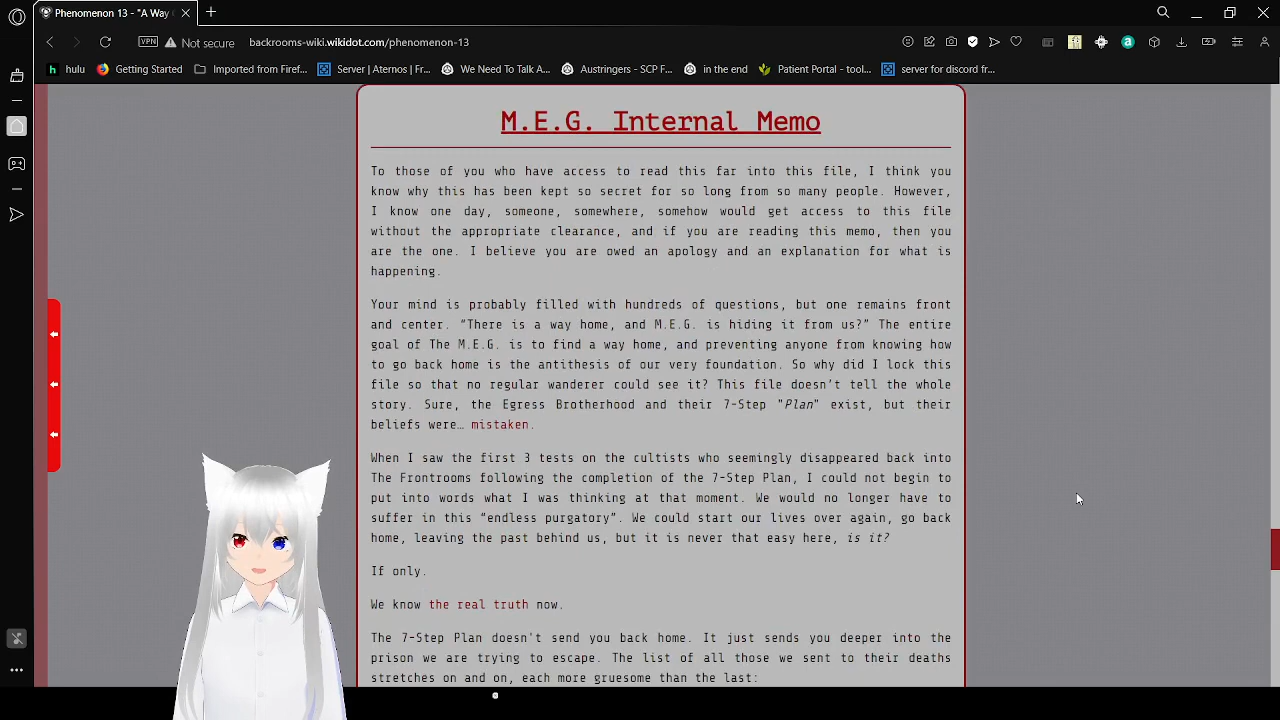 Phenomenon 13 - "A Way
VPN Not secure backrooms-wiki.wikidot.com/phenomenon-13
hulu Getting Started Imported from Firef... Server | Aternos | Fr... We Need To Talk A... Austringers - SCP F... in the end Patient Portal - tool... server for discord fr...
M.E.G. Internal Memo
To those of you who have access to read this far into this file, I think you
know why this has been kept so secret for so long from so many people. However,
I know one day, someone, somewhere, somehow would get access to this file
without the appropriate clearance, and if you are reading this memo, then you
are the one. I believe you are owed an apology and an explanation for what is
happening.
Your mind is probably filled with hundreds of questions, but one remains front
and center. “There is a way home, and M.E.G. is hiding it from us?” The entire
goal of The M.E.G. is to find a way home, and preventing anyone from knowing how
to go back home is the antithesis of our very foundation. So why did I lock this
file so that no regular wanderer could see it? This file doesn’t tell the whole
story. Sure, the Egress Brotherhood and their 7-Step "Plan" exist, but their
beliefs were… mistaken.
When I saw the first 3 tests on the cultists who seemingly disappeared back into
The Frontrooms following the completion of the 7-Step Plan, I could not begin to
put into words what I was thinking at that moment. We would no longer have to
suffer in this “endless purgatory”. We could start our lives over again, go back
home, leaving the past behind us, but it is never that easy here, is it?
If only.
We know the real truth now.
The 7-Step Plan doesn't send you back home. It just sends you deeper into the
prison we are trying to escape. The list of all those we sent to their deaths
stretches on and on, each more gruesome than the last: